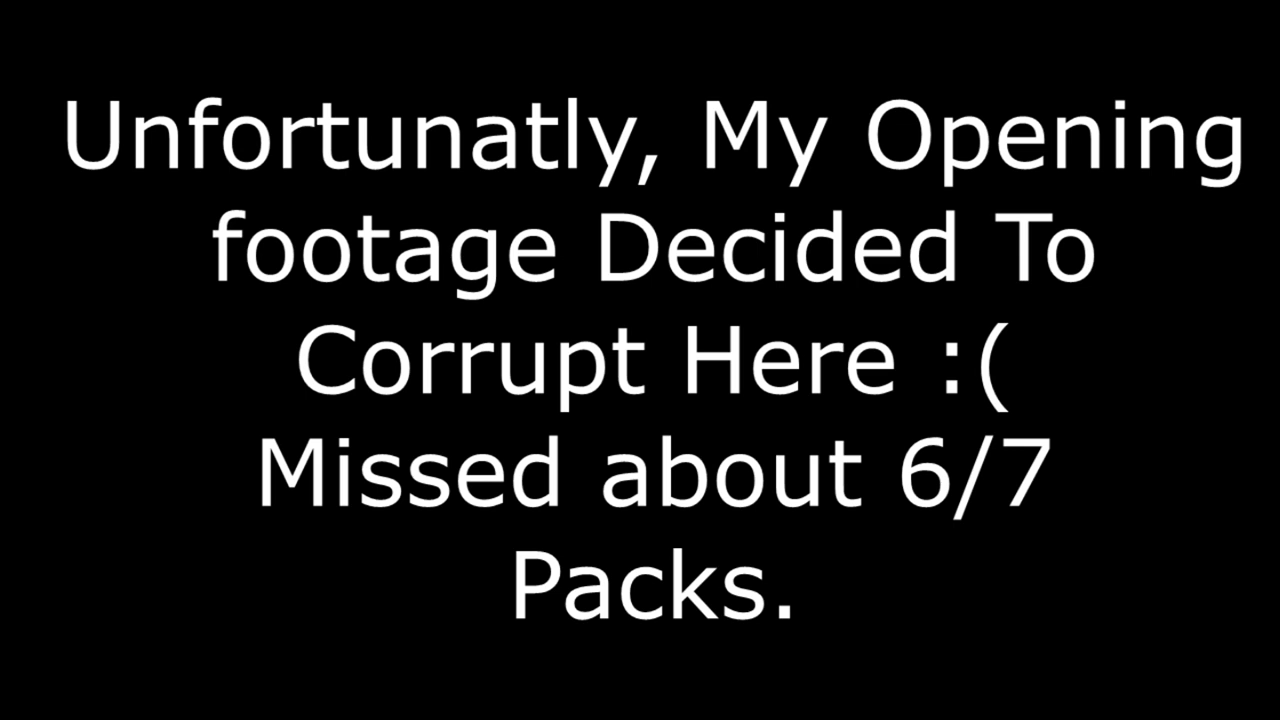 Unfortunatly, My Opening
footage Decided To
Corrupt Here :(
Missed about 6/7
Packs.